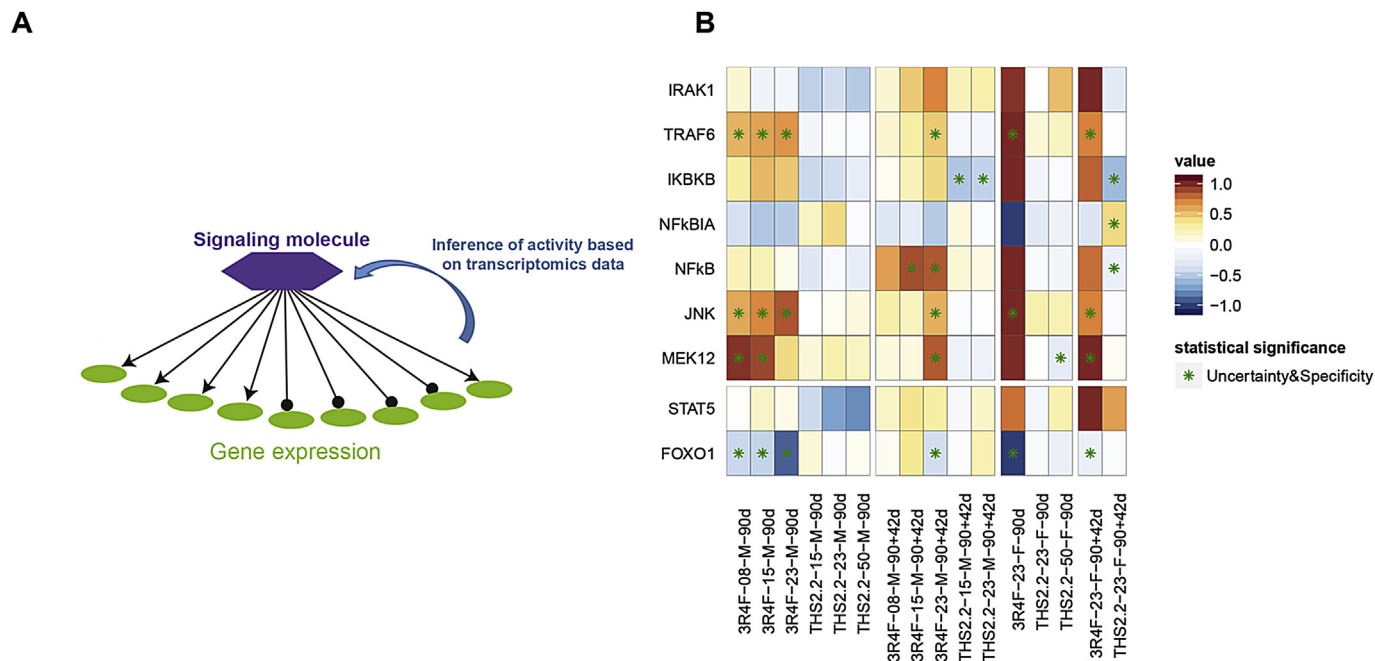 A
B
Signaling molecule
Inference of activity based
on transcriptomics data
Gene expression
IRAK1
TRAF6
IKBKB
NFkBIA
NFkB
JNK
MEK12
STAT5
FOXO1
3R4F−08−M−90d
3R4F−15−M−90d
3R4F−23−M−90d
THS2.2−15−M−90d
THS2.2−23−M−90d
THS2.2−50−M−90d
3R4F−08−M−90+42d
3R4F−15−M−90+42d
3R4F−23−M−90+42d
THS2.2−15−M−90+42d
THS2.2−23−M−90+42d
3R4F−23−F−90d
THS2.2−23−F−90d
THS2.2−50−F−90d
3R4F−23−F−90+42d
THS2.2−23−F−90+42d
value
1.0
0.5
0.0
−0.5
−1.0
statistical significance
Uncertainty&Specificity